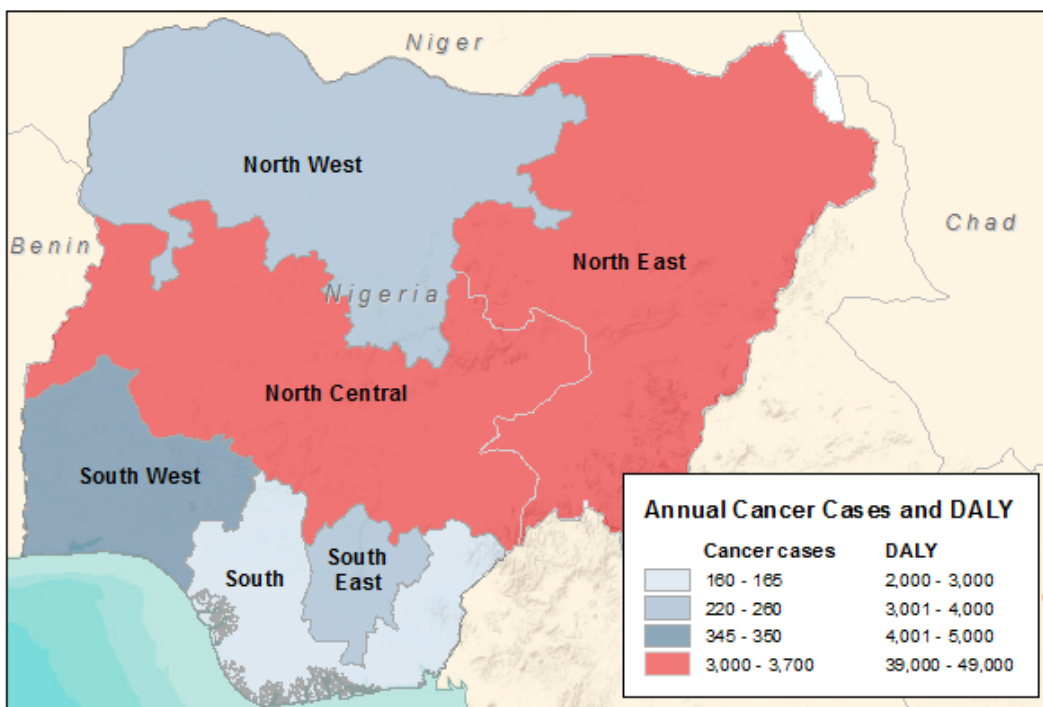 Niger
North West
Benin
Chad
North East
Nigeria
North Central
South West
South
South
East
Annual Cancer Cases and DALY
Cancer cases DALY
160 - 165 2,000 - 3,000
220 - 260 3,001 - 4,000
345 - 350 4,001 - 5,000
3,000 - 3,700 39,000 - 49,000